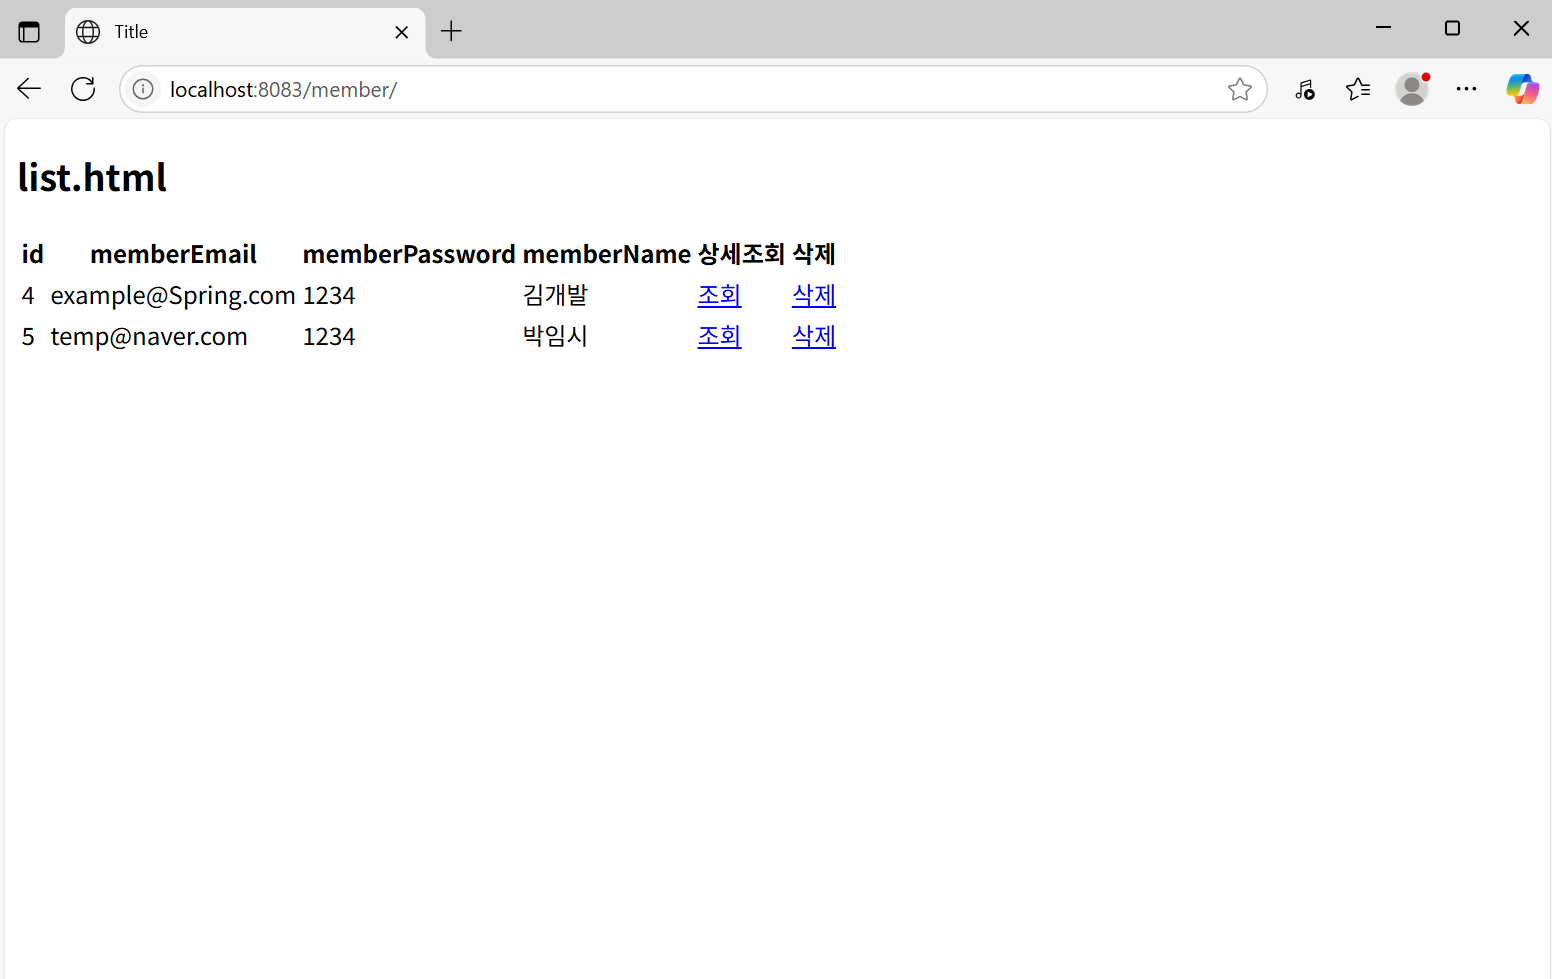 Title
localhost:8083/member/
list.html
id memberEmail memberPassword memberName 상세조회 삭제
4 example@Spring.com 1234 김개발 조회 삭제
5 temp@naver.com 1234 박임시 조회 삭제